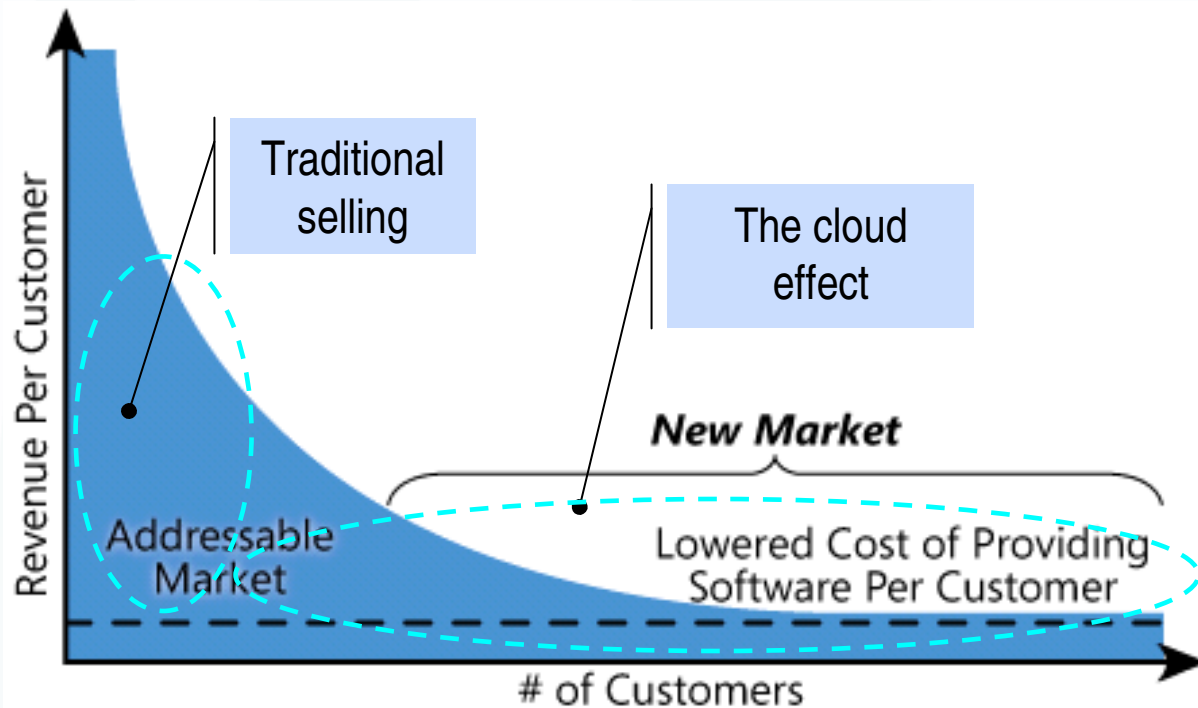 Traditional
selling
The cloud
effect
Revenue Per Customer
New Market
Addressable
Market
Lowered Cost of Providing
Software Per Customer
# of Customers